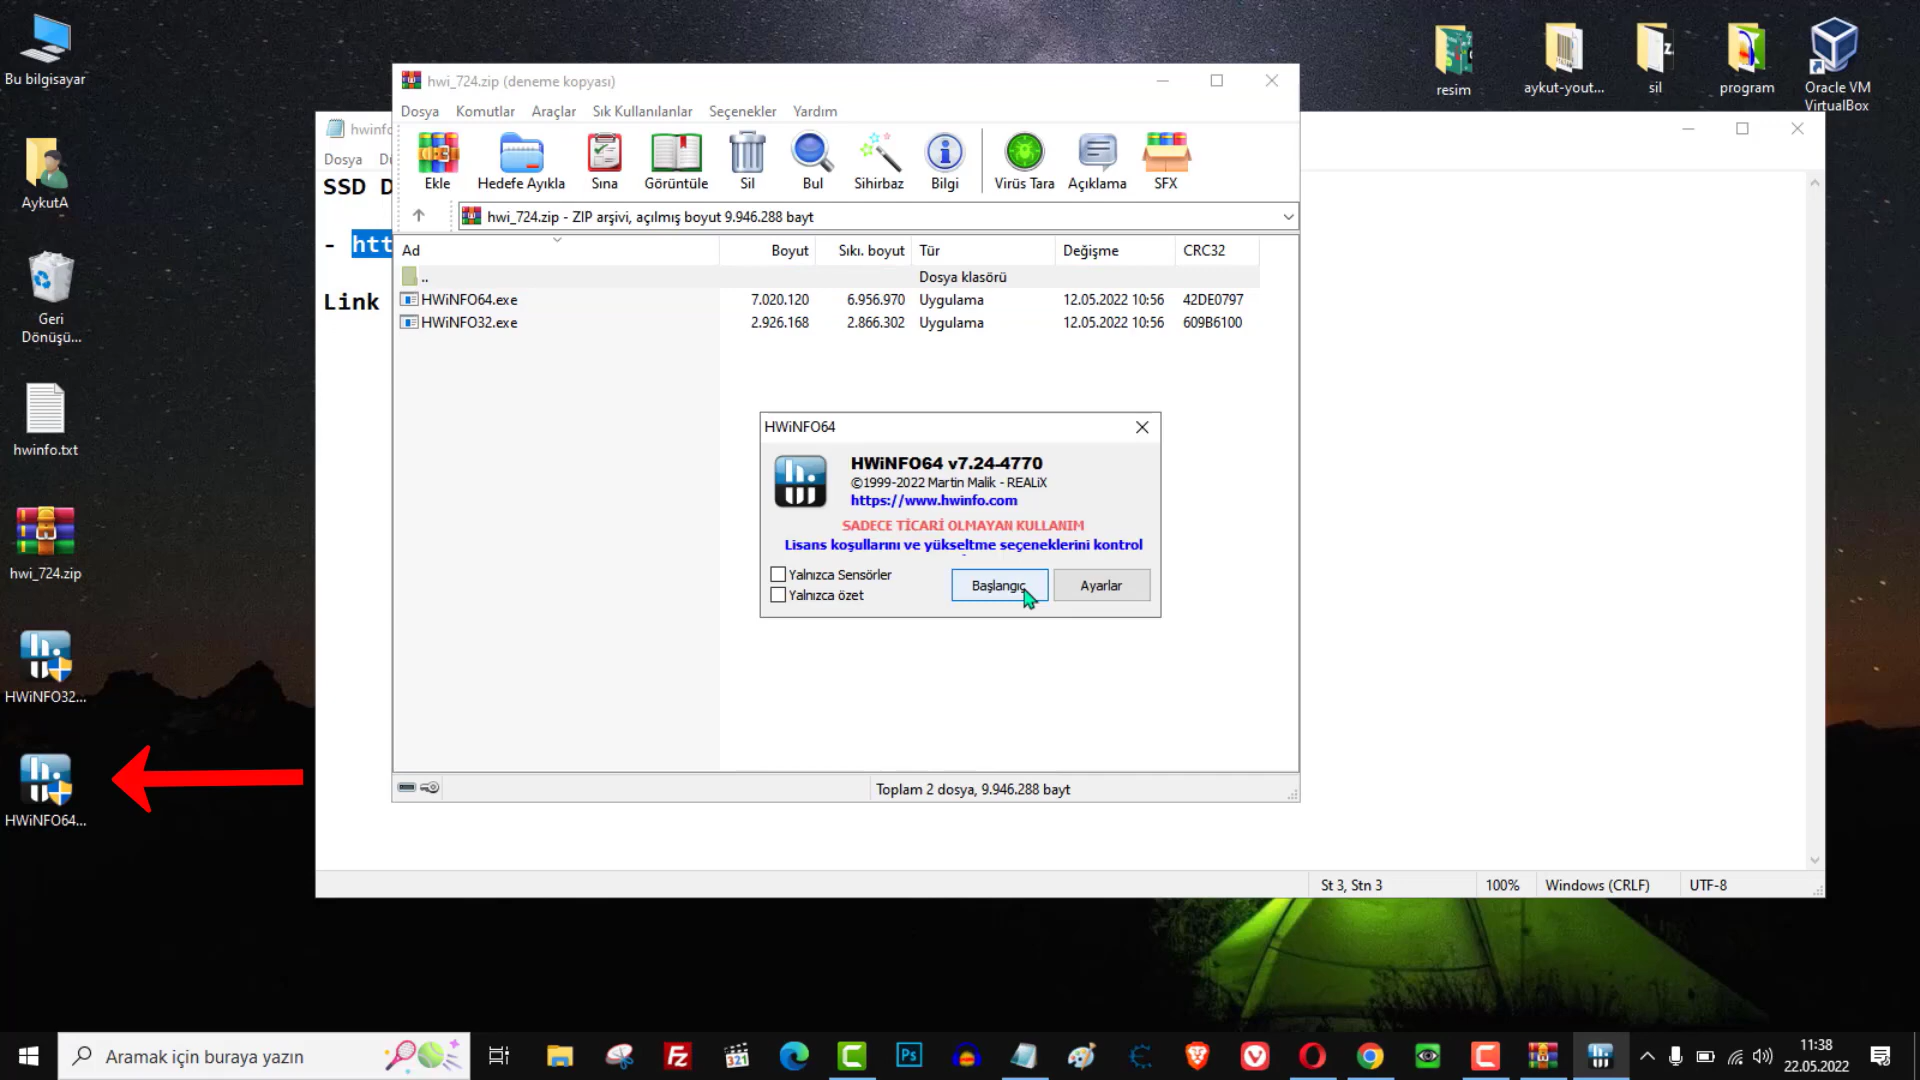 Bu bilgisayar
AykutA
Geri
Dönüşü...
hwinfo.txt
hwi_724.zip
HWiNFO32...
HWiNFO64...
resim
aykut-yout...
sil
program
Oracle VM
VirtualBox
hwinfo
Dosya
SSD D
- htt
Link
hwi_724.zip (deneme kopyası)
Dosya Komutlar Araçlar Sık Kullanılanlar Seçenekler Yardım
Ekle Hedefe Ayıkla Sına Görüntüle Sil Bul Sihirbaz Bilgi Virüs Tara Açıklama SFX
hwi_724.zip - ZIP arşivi, açılmış boyut 9.946.288 bayt
Ad Boyut Sıkı. boyut Tür Değişme CRC32
.. Dosya klasörü
HWiNFO64.exe 7.020.120 6.956.970 Uygulama 12.05.2022 10:56 42DE0797
HWiNFO32.exe 2.926.168 2.866.302 Uygulama 12.05.2022 10:56 609B6100
HWiNFO64
HWiNFO64 v7.24-4770
©1999-2022 Martin Malik - REALiX
https://www.hwinfo.com
SADECE TİCARİ OLMAYAN KULLANIM
Lisans koşullarını ve yükseltme seçeneklerini kontrol
Yalnızca Sensörler
Yalnızca özet
Başlangıç
Ayarlar
Toplam 2 dosya, 9.946.288 bayt
St 3, Stn 3 100% Windows (CRLF) UTF-8
Aramak için buraya yazın
Fz
321
Ps
11:38
22.05.2022